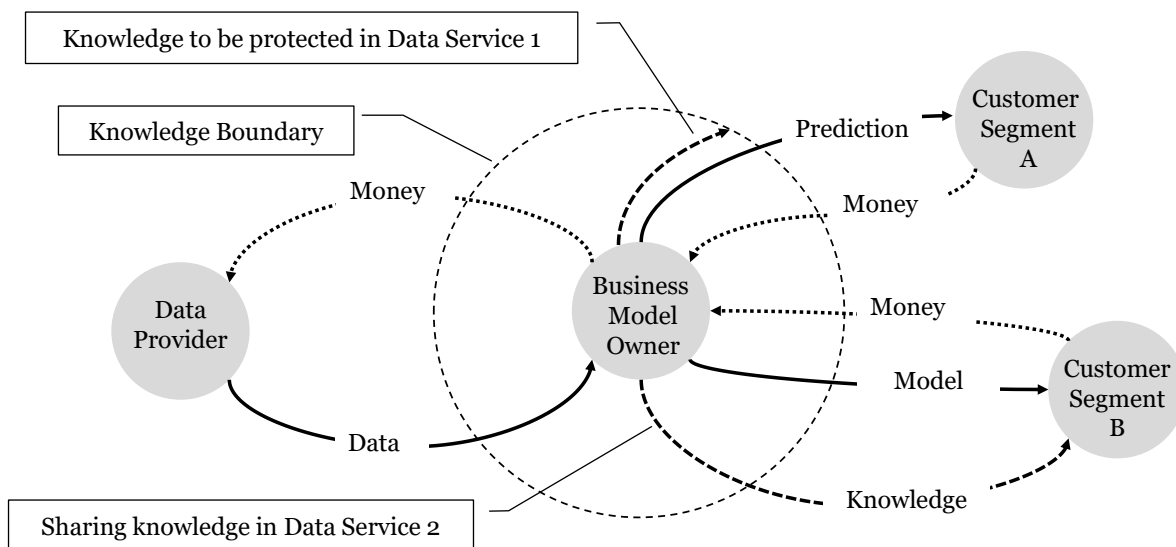 Knowledge to be protected in Data Service 1
Knowledge Boundary
Prediction
Customer
Segment
A
Money
Money
Data
Provider
Business
Model
Owner
Money
Model
Customer
Segment
B
Data
Knowledge
Sharing knowledge in Data Service 2